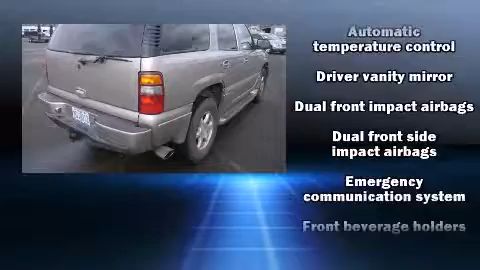 Automatic
temperature control
Driver vanity mirror
Dual front impact airbags
Dual front side
impact airbags
Emergency
communication system
Front beverage holders